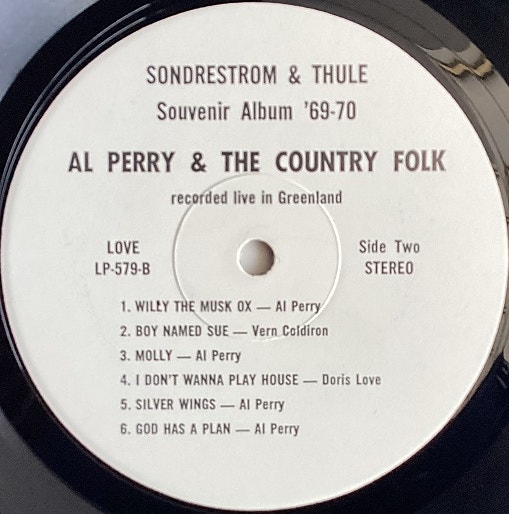 SONDRESTROM & THULE
Souvenir Album '69-70
AL PERRY & THE COUNTRY FOLK
recorded live in Greenland
LOVE
LP-579-B
Side Two
STEREO
1. WILLY THE MUSK OX — Al Perry
2. BOY NAMED SUE — Vern Coldiron
3. MOLLY — Al Perry
4. I DON'T WANNA PLAY HOUSE — Doris Love
5. SILVER WINGS — Al Perry
6. GOD HAS A PLAN — Al Perry